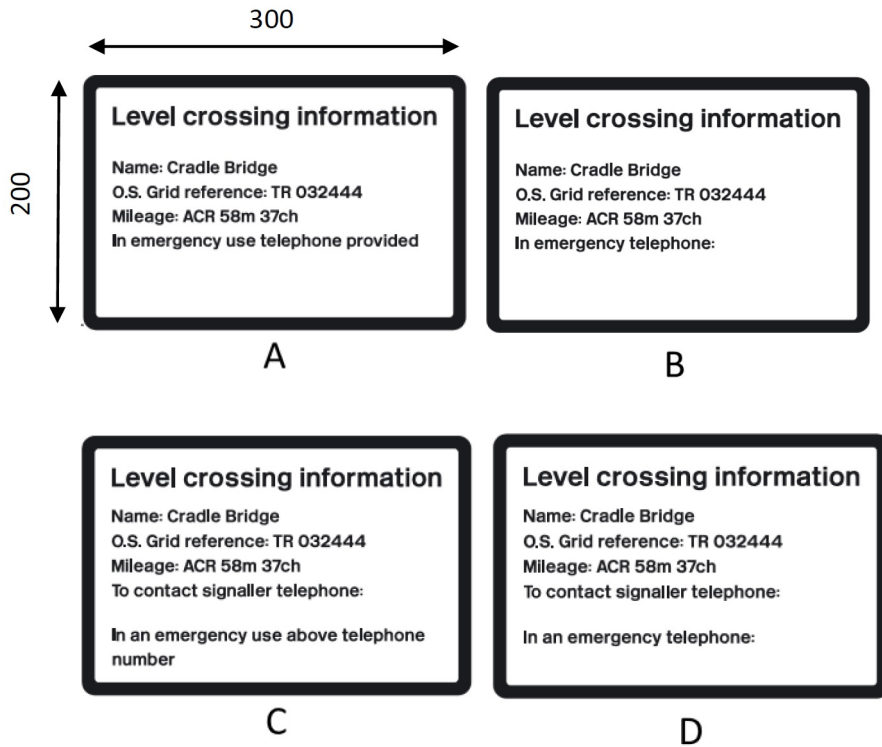 300
200
Level crossing information
Name: Cradle Bridge
O.S. Grid reference: TR 032444
Mileage: ACR 58m 37ch
In emergency use telephone provided
A
Level crossing information
Name: Cradle Bridge
O.S. Grid reference: TR 032444
Mileage: ACR 58m 37ch
In emergency telephone:
B
Level crossing information
Name: Cradle Bridge
O.S. Grid reference: TR 032444
Mileage: ACR 58m 37ch
To contact signaller telephone:
In an emergency use above telephone
number
C
Level crossing information
Name: Cradle Bridge
O.S. Grid reference: TR 032444
Mileage: ACR 58m 37ch
To contact signaller telephone:
In an emergency telephone:
D